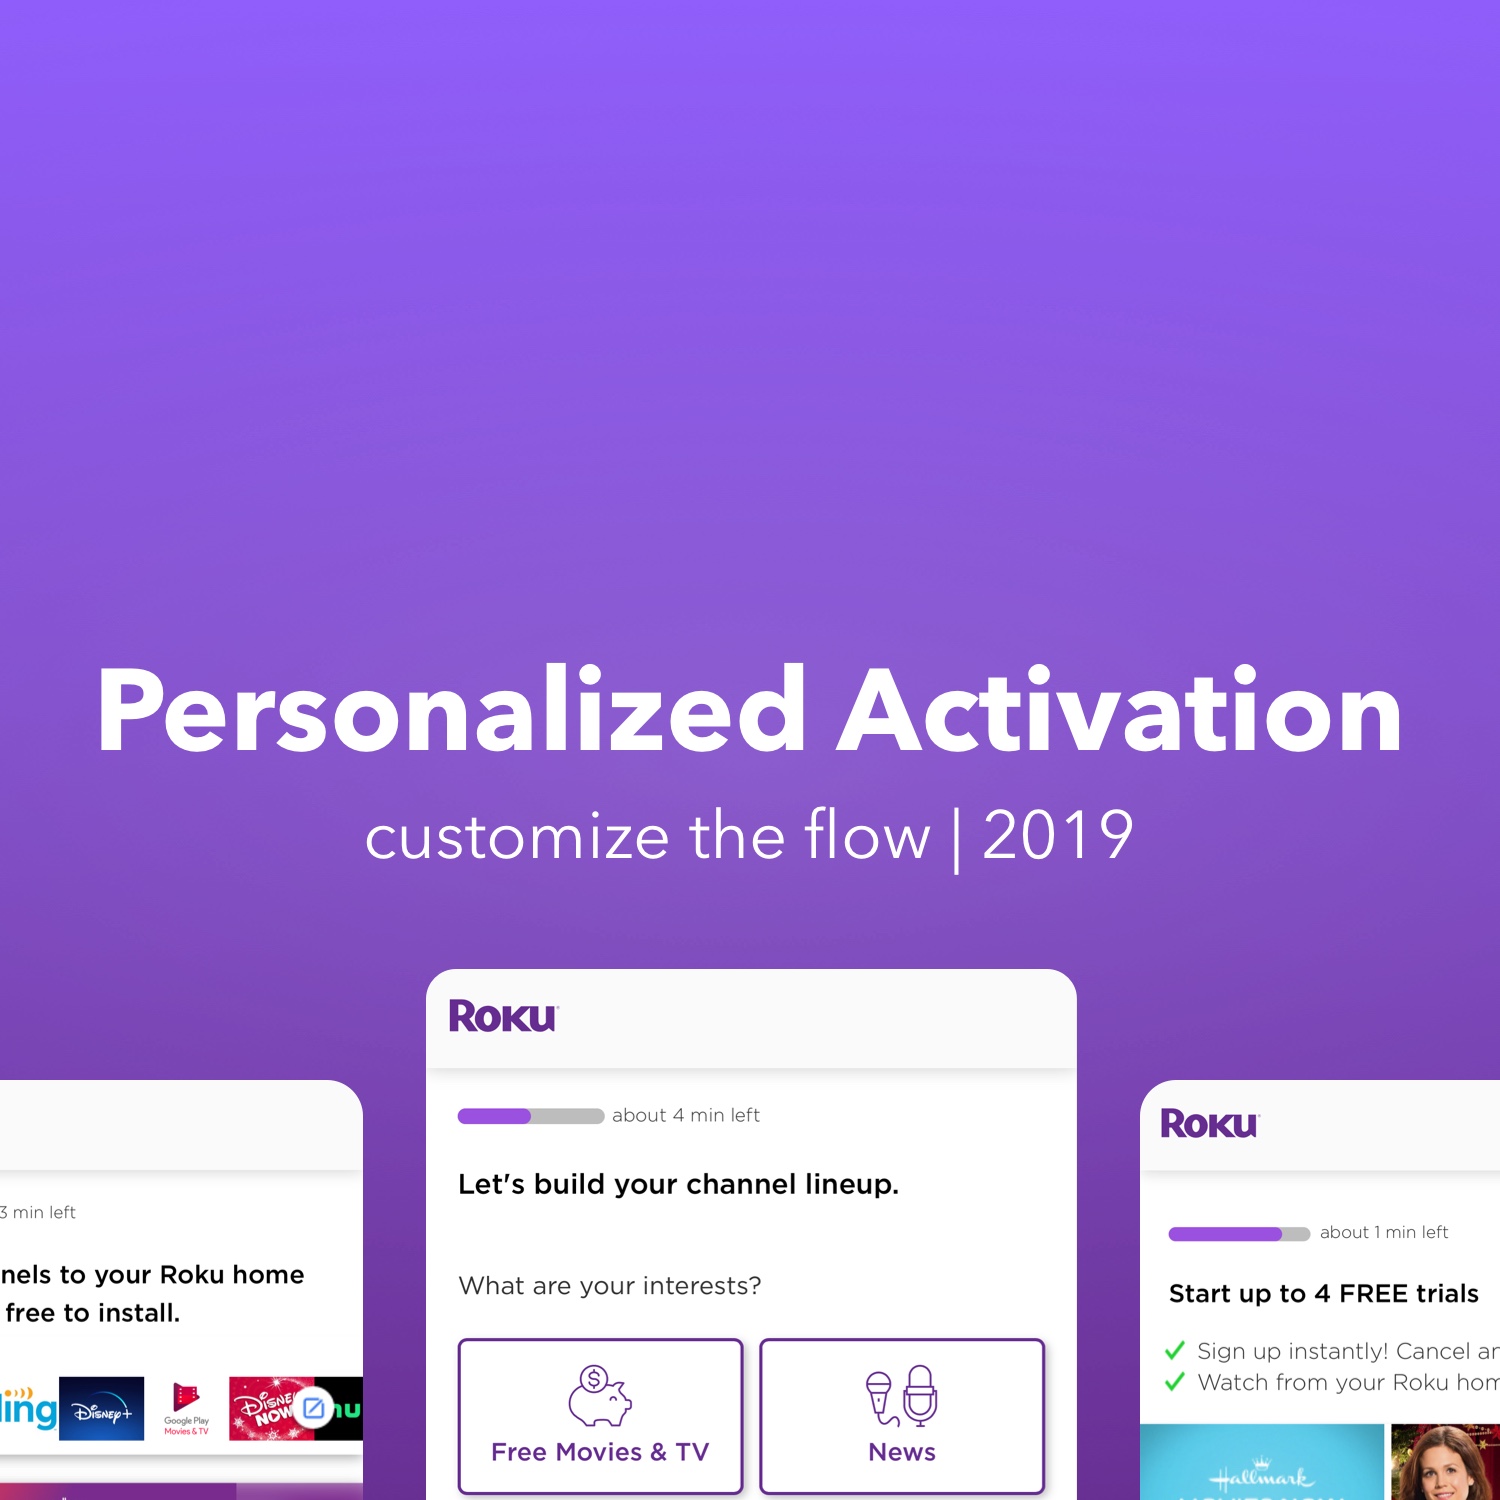 Personalized Activation
customize the flow | 2019
3 min left
nels to your Roku home
free to install.
ling
Disney+
Google Play
Movies & TV
DISNEY
NOW
hu
Roku
about 4 min left
Let's build your channel lineup.
What are your interests?
Free Movies & TV
News
Roku
about 1 min left
Start up to 4 FREE trials
Sign up instantly! Cancel an
Watch from your Roku hom
Hallmark
MOVIES NOW